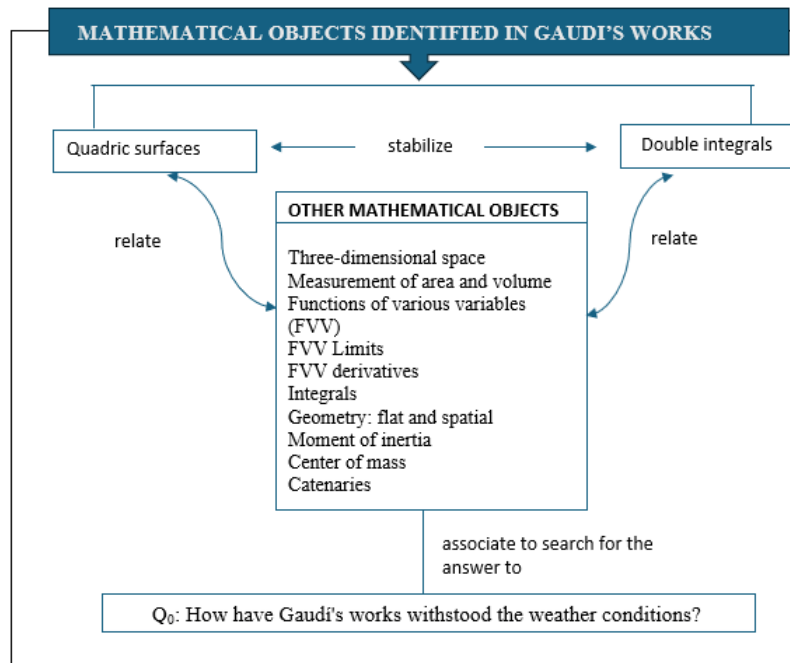 MATHEMATICAL OBJECTS IDENTIFIED IN GAUDI’S WORKS
Quadric surfaces
stabilize
Double integrals
relate
relate
OTHER MATHEMATICAL OBJECTS
Three-dimensional space
Measurement of area and volume
Functions of various variables
(FVV)
FVV Limits
FVV derivatives
Integrals
Geometry: flat and spatial
Moment of inertia
Center of mass
Catenaries
associate to search for the
answer to
Q₀: How have Gaudí's works withstood the weather conditions?